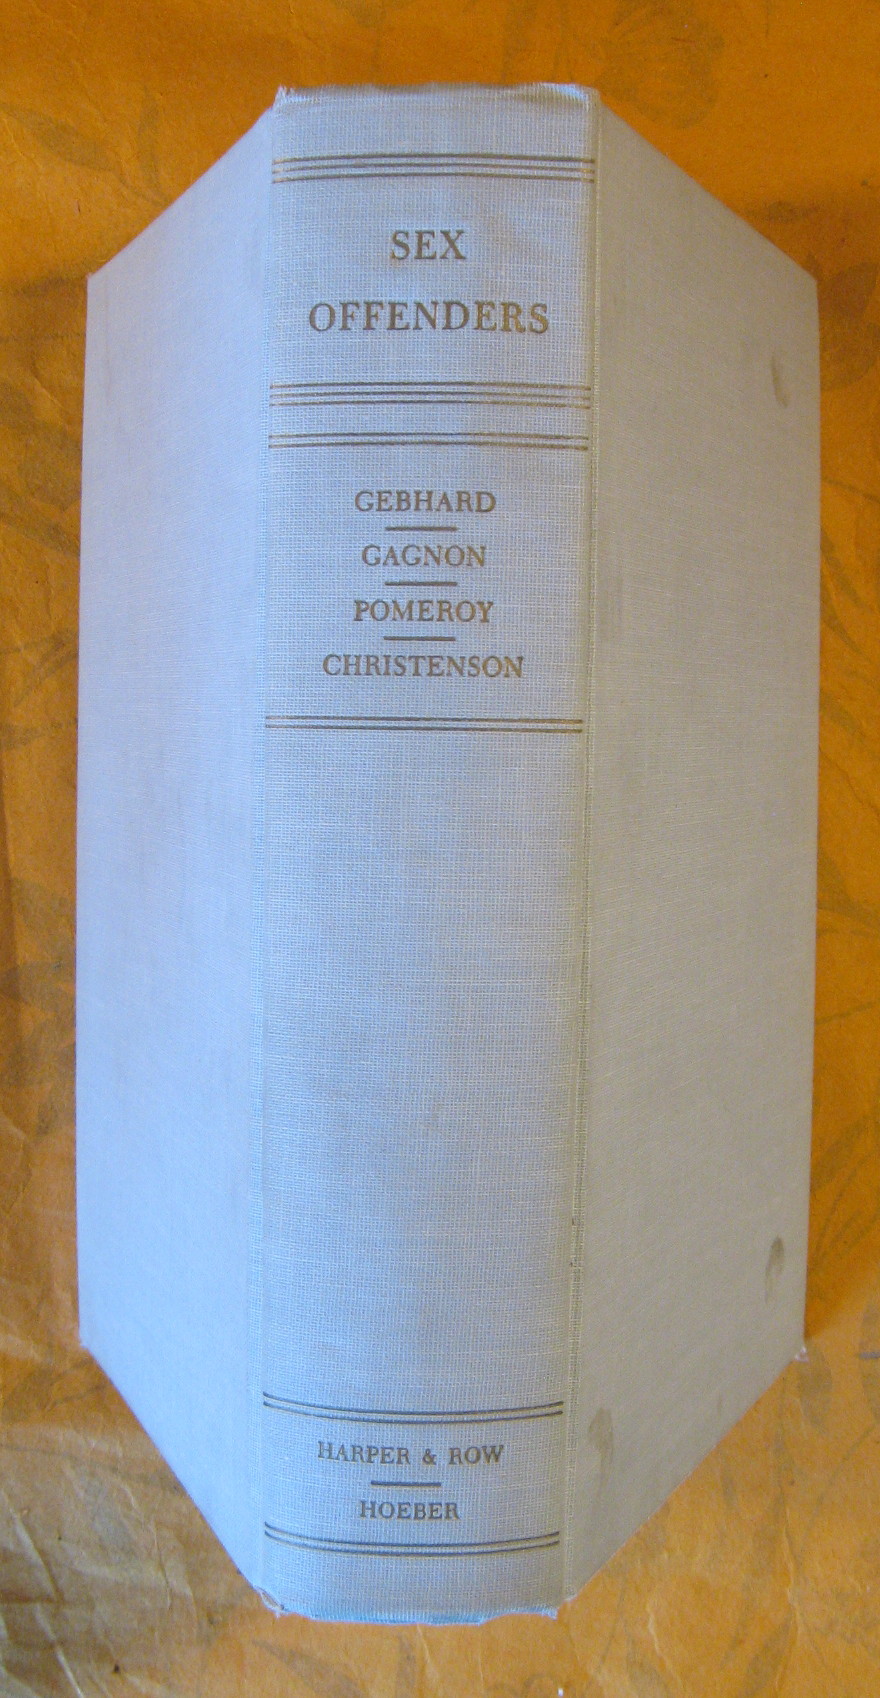 SEX
OFFENDERS
GEBHARD
GAGNON
POMEROY
CHRISTENSON
HARPER & ROW
HOEBER